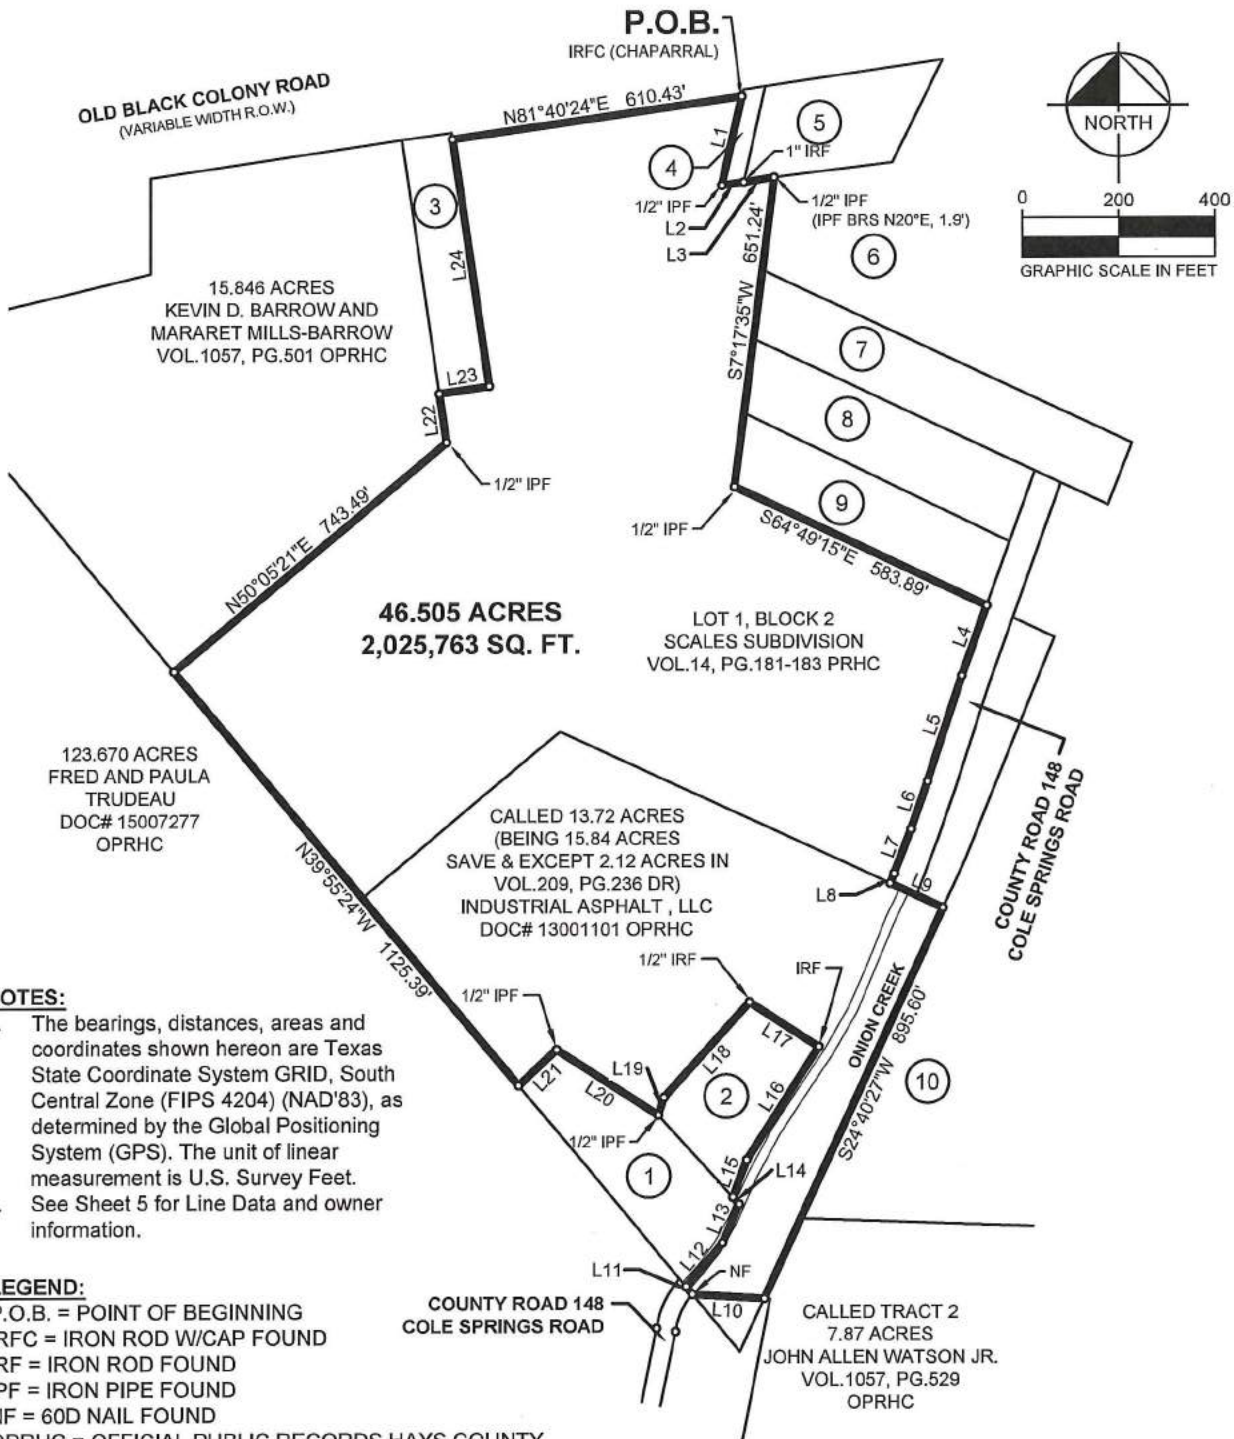 P.O.B.
IRFC (CHAPARRAL)
OLD BLACK COLONY ROAD
(VARIABLE WIDTH R.O.W.)
N81°40'24"E 610.43'
NORTH
0 200 400
GRAPHIC SCALE IN FEET
L1
5
4
1" IRF
1/2" IPF
L2
L3
1/2" IPF
(IPF BRS N20°E, 1.9')
3
L24
6
S7°17'35"W 651.24'
15.846 ACRES
KEVIN D. BARROW AND
MARARET MILLS-BARROW
VOL.1057, PG.501 OPRHC
7
L23
L22
8
1/2" IPF
9
1/2" IPF
S64°49'15"E 583.89'
N50°05'21"E 743.49'
46.505 ACRES
2,025,763 SQ. FT.
LOT 1, BLOCK 2
SCALES SUBDIVISION
VOL.14, PG.181-183 PRHC
L4
L5
L6
L7
L8
L9
COUNTY ROAD 148
COLE SPRINGS ROAD
123.670 ACRES
FRED AND PAULA
TRUDEAU
DOC# 15007277
OPRHC
CALLED 13.72 ACRES
(BEING 15.84 ACRES
SAVE & EXCEPT 2.12 ACRES IN
VOL.209, PG.236 DR)
INDUSTRIAL ASPHALT , LLC
DOC# 13001101 OPRHC
N39°55'24"W 1125.39'
1/2" IRF
IRF
1/2" IPF
ONION CREEK
S24°40'27"W 895.60'
10
L17
L18
L19
L16
2
L21
L20
1/2" IPF
1
L15
L14
L13
L12
L11
NF
L10
COUNTY ROAD 148
COLE SPRINGS ROAD
CALLED TRACT 2
7.87 ACRES
JOHN ALLEN WATSON JR.
VOL.1057, PG.529
OPRHC
OTES:
The bearings, distances, areas and
coordinates shown hereon are Texas
State Coordinate System GRID, South
Central Zone (FIPS 4204) (NAD'83), as
determined by the Global Positioning
System (GPS). The unit of linear
measurement is U.S. Survey Feet.
See Sheet 5 for Line Data and owner
information.
EGEND:
P.O.B. = POINT OF BEGINNING
RFC = IRON ROD W/CAP FOUND
RF = IRON ROD FOUND
PF = IRON PIPE FOUND
NF = 60D NAIL FOUND
OPRHC = OFFICIAL PUBLIC RECORDS HAYS COUNTY